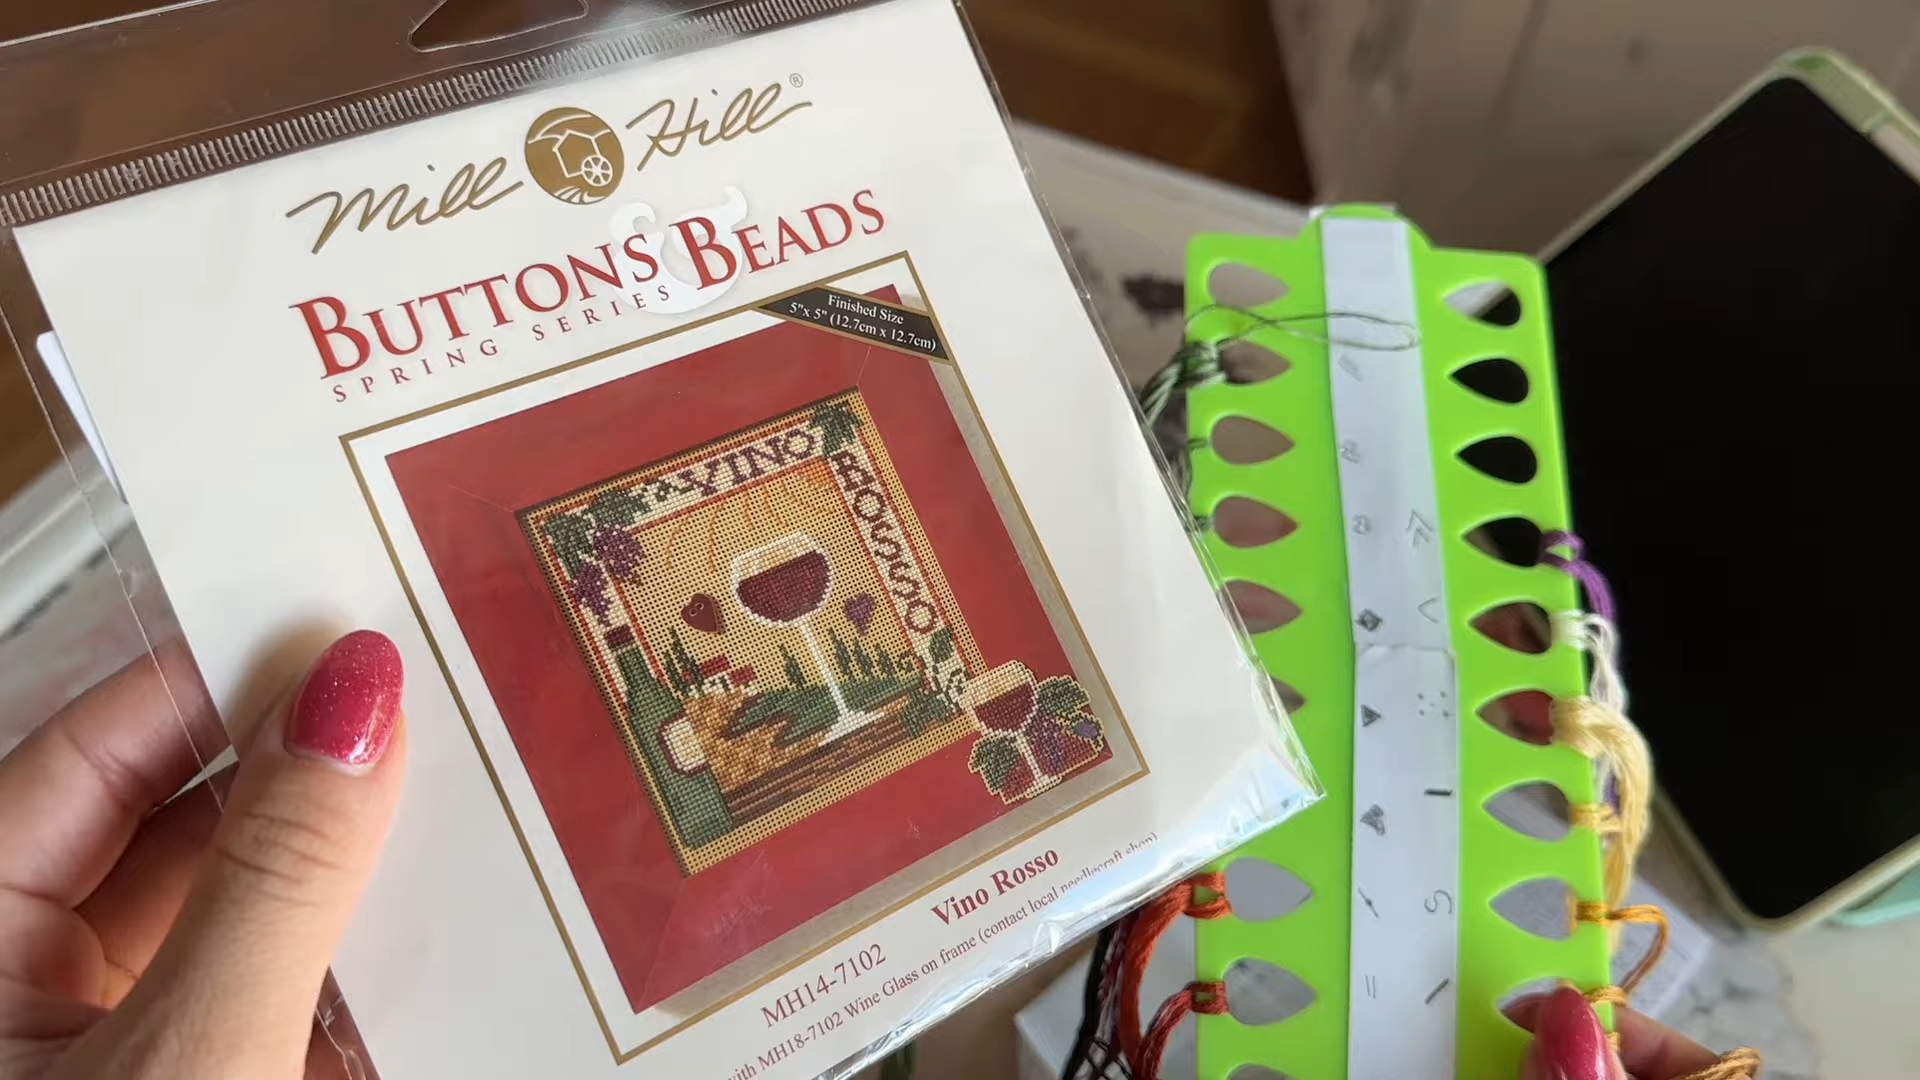 Mill Hill®
BUTTONS & BEADS
SPRING SERIES
Finished Size
5"x 5" (12.7cm x 12.7cm)
VINO
ROSSO
Vino Rosso
MH14-7102
with MH18-7102 Wine Glass on frame (contact local needlecraft shop)